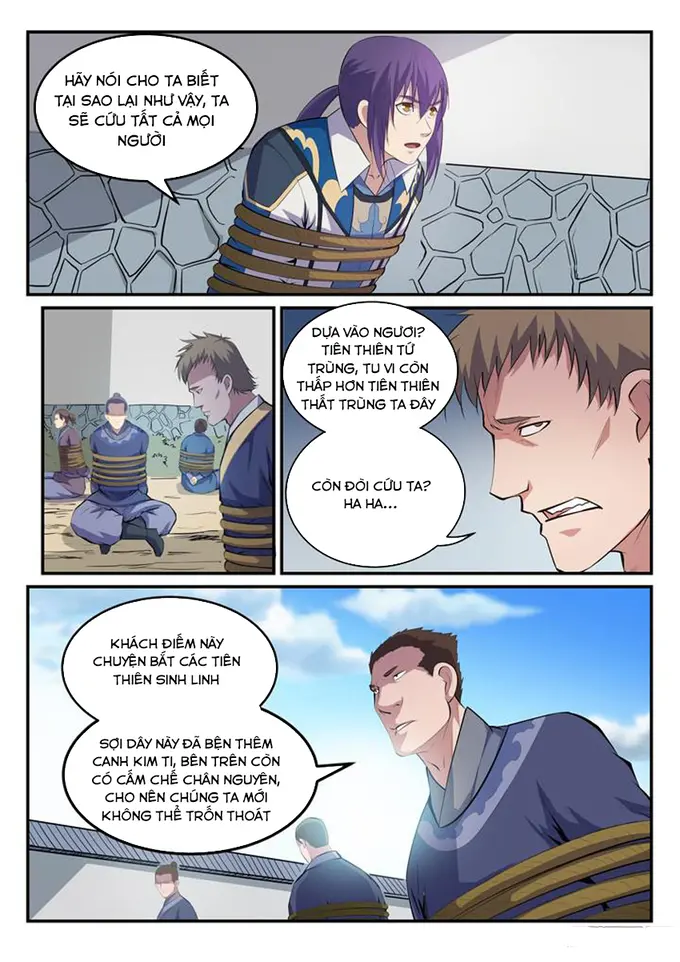 HÃY NÓI CHO TA BIẾT
TẠI SAO LẠI NHƯ VẬY, TA
SẼ CỨU TẤT CẢ MỌI
NGƯỜI
DỰA VÀO NGƯƠI?
TIÊN THIÊN TỨ
TRÙNG, TU VI CÒN
THẤP HƠN TIÊN THIÊN
THẤT TRÙNG TA ĐÂY
CÒN ĐÒI CỨU TA?
HA HA...
KHÁCH ĐIẾM NÀY
CHUYỆN BẮT CÁC TIÊN
THIÊN SINH LINH
SỢI DÂY NÀY ĐÃ BỆN THÊM
CANH KIM TI, BÊN TRÊN CÒN
CÓ CẤM CHẾ CHÂN NGUYÊN,
CHO NÊN CHÚNG TA MỚI
KHÔNG THỂ TRỐN THOÁT